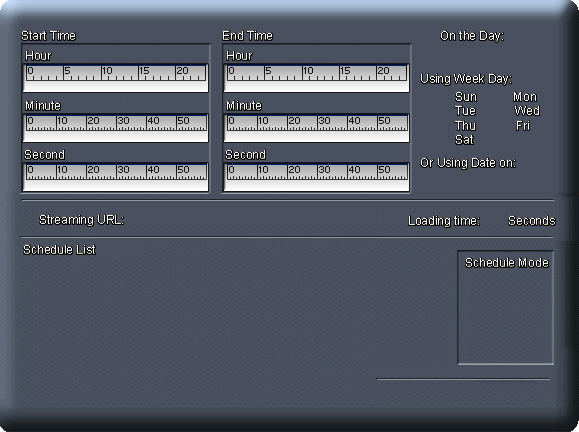 Start Time End Time On the Day:
Hour Hour
0 5 10 15 20 0 5 10 15 20
Using Week Day:
Sun Mon
Minute Minute
Tue Wed
0 10 20 30 40 50 0 10 20 30 40 50
Thu Fri
Sat
Second Second
Or Using Date on:
0 10 20 30 40 50 0 10 20 30 40 50
Streaming URL: Loading time: Seconds
Schedule List
Schedule Mode